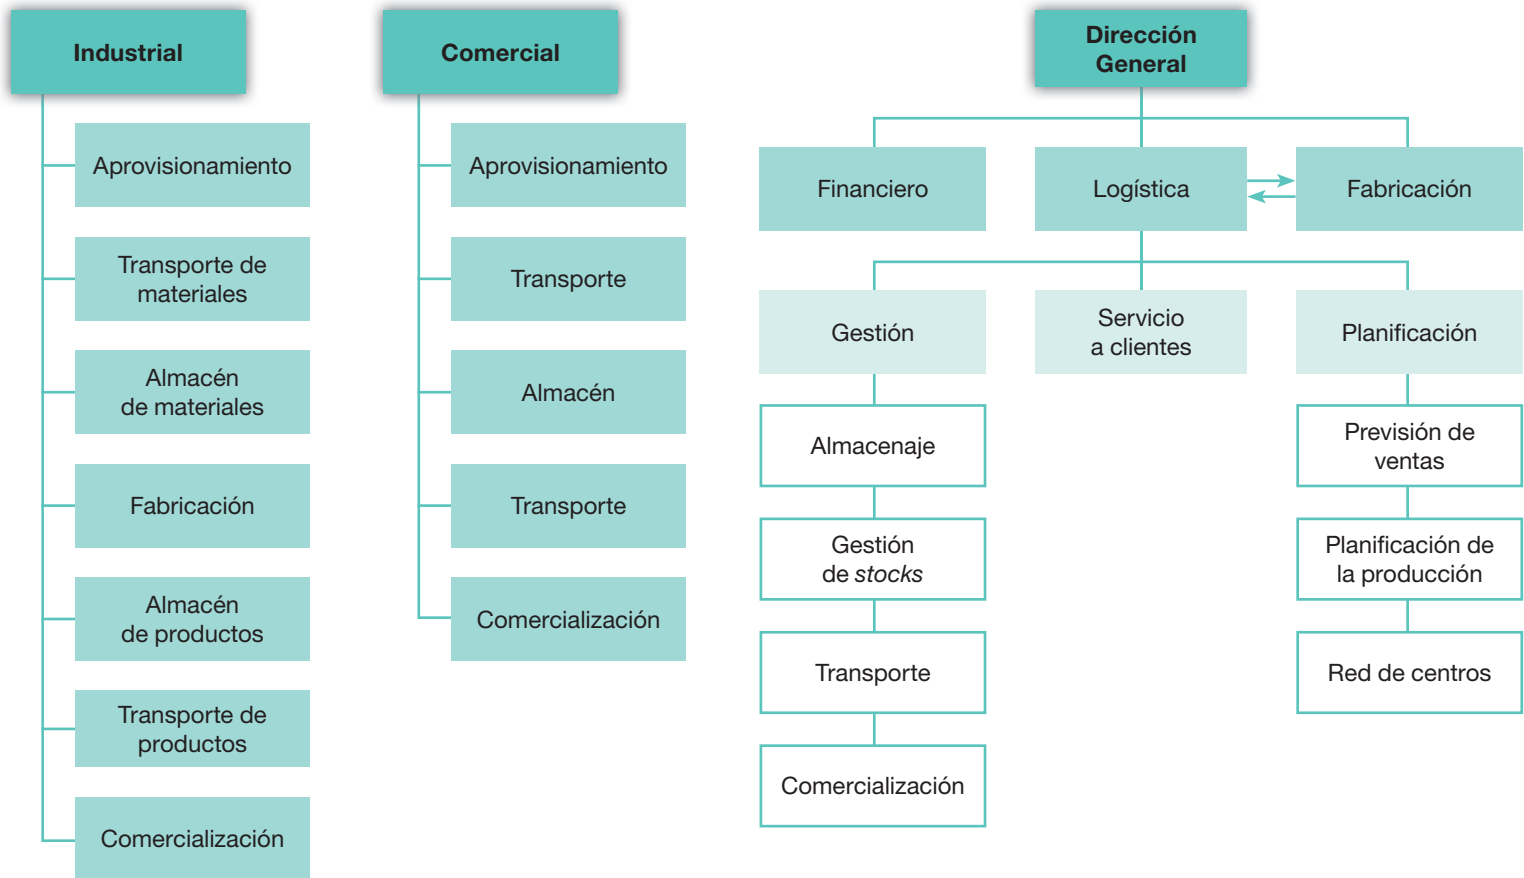 Industrial
Aprovisionamiento
Transporte de
materiales
Almacén
de materiales
Fabricación
Almacén
de productos
Transporte de
productos
Comercialización
Comercial
Aprovisionamiento
Transporte
Almacén
Transporte
Comercialización
Dirección
General
Financiero
Logística
Fabricación
Gestión
Servicio
a clientes
Planificación
Almacenaje
Gestión
de stocks
Transporte
Comercialización
Previsión de
ventas
Planificación de
la producción
Red de centros